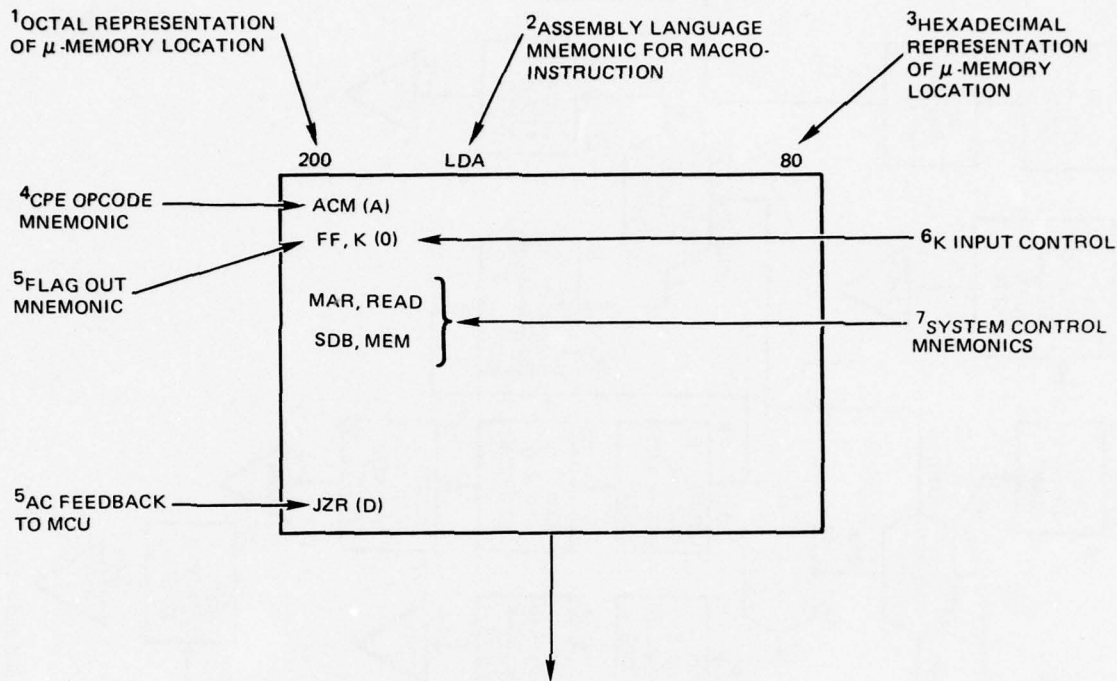 1OCTAL REPRESENTATION
OF μ-MEMORY LOCATION
2ASSEMBLY LANGUAGE
MNEMONIC FOR MACRO-
INSTRUCTION
3HEXADECIMAL
REPRESENTATION
OF μ-MEMORY
LOCATION
200 LDA 80
4CPE OPCODE
MNEMONIC
ACM (A)
FF, K (0)
6K INPUT CONTROL
5FLAG OUT
MNEMONIC
MAR, READ
SDB, MEM
7SYSTEM CONTROL
MNEMONICS
5AC FEEDBACK
TO MCU
JZR (D)